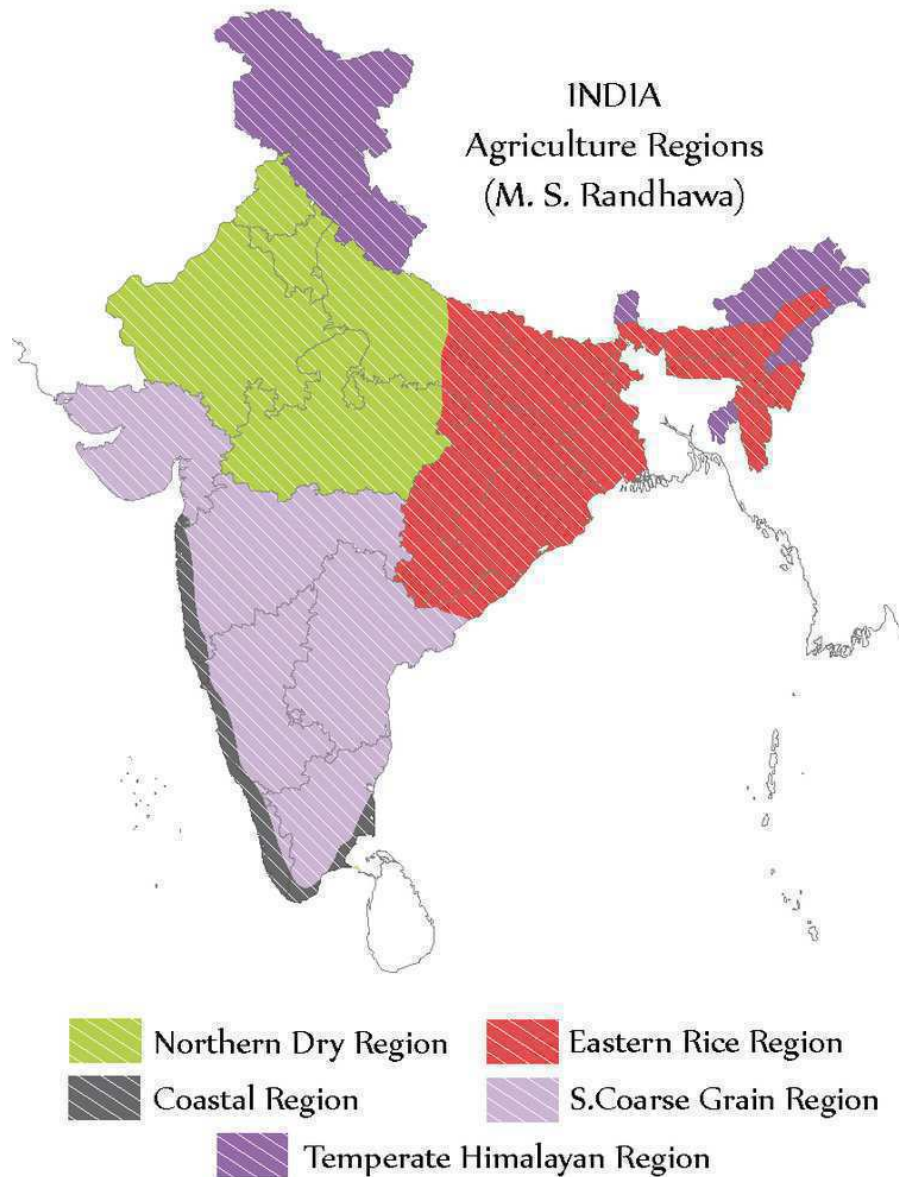 INDIA
Agriculture Regions
(M. S. Randhawa)
Northern Dry Region
Eastern Rice Region
Coastal Region
S.Coarse Grain Region
Temperate Himalayan Region